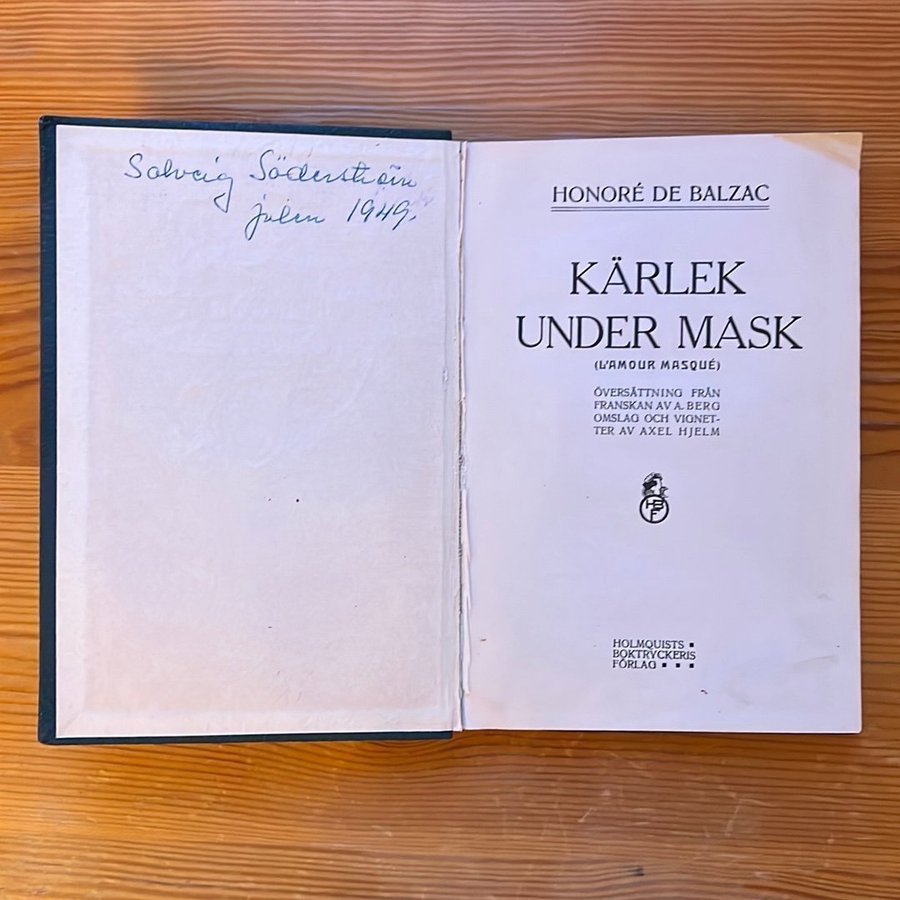 Solveig Söderström
julen 1949.
HONORÉ DE BALZAC
KÄRLEK
UNDER MASK
(L'AMOUR MASQUÉ)
ÖVERSÄTTNING FRÅN
FRANSKAN AV A. BERG
OMSLAG OCH VIGNET-
TER AV AXEL HJELM
HBF
HOLMQUISTS
BOKTRYCKERIS
FÖRLAG